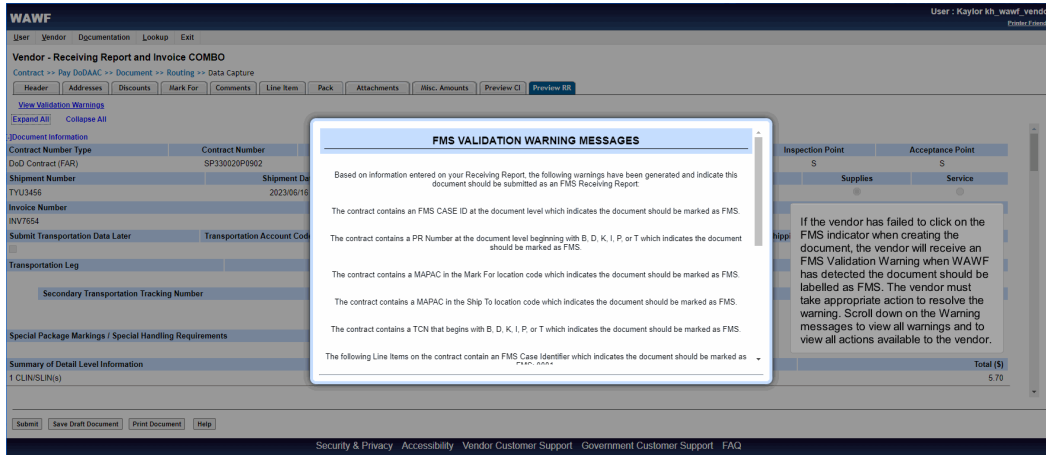 WAWF
User : Kaylor kh_wawf_vendo
Printer Friend
User Vendor Documentation Lookup Exit
Vendor - Receiving Report and Invoice COMBO
Contract >> Pay DoDAAC >> Document >> Routing >> Data Capture
Header Addresses Discounts Mark For Comments Line Item Pack Attachments Misc. Amounts Preview CI Preview RR
View Validation Warnings
Expand All Collapse All
-]Document Information
Contract Number Type Contract Number Inspection Point Acceptance Point
DoD Contract (FAR) SP330020P0902 S S
Shipment Number Shipment Da Supplies Service
TYU3456 2023/06/16
Invoice Number
INV7654
Submit Transportation Data Later Transportation Account Code hippi
Transportation Leg
Secondary Transportation Tracking Number
Special Package Markings / Special Handling Requirements
Summary of Detail Level Information Total ($)
1 CLIN/SLIN(s) 5.70
FMS VALIDATION WARNING MESSAGES
Based on information entered on your Receiving Report, the following warnings have been generated and indicate this
document should be submitted as an FMS Receiving Report:
The contract contains an FMS CASE ID at the document level which indicates the document should be marked as FMS.
The contract contains a PR Number at the document level beginning with B, D, K, I, P, or T which indicates the document
should be marked as FMS.
The contract contains a MAPAC in the Mark For location code which indicates the document should be marked as FMS.
The contract contains a MAPAC in the Ship To location code which indicates the document should be marked as FMS.
The contract contains a TCN that begins with B, D, K, I, P, or T which indicates the document should be marked as FMS.
The following Line Items on the contract contain an FMS Case Identifier which indicates the document should be marked as
FMS: 0001
If the vendor has failed to click on the
FMS indicator when creating the
document, the vendor will receive an
FMS Validation Warning when WAWF
has detected the document should be
labelled as FMS. The vendor must
take appropriate action to resolve the
warning. Scroll down on the Warning
messages to view all warnings and to
view all actions available to the vendor.
Submit Save Draft Document Print Document Help
Security & Privacy Accessibility Vendor Customer Support Government Customer Support FAQ